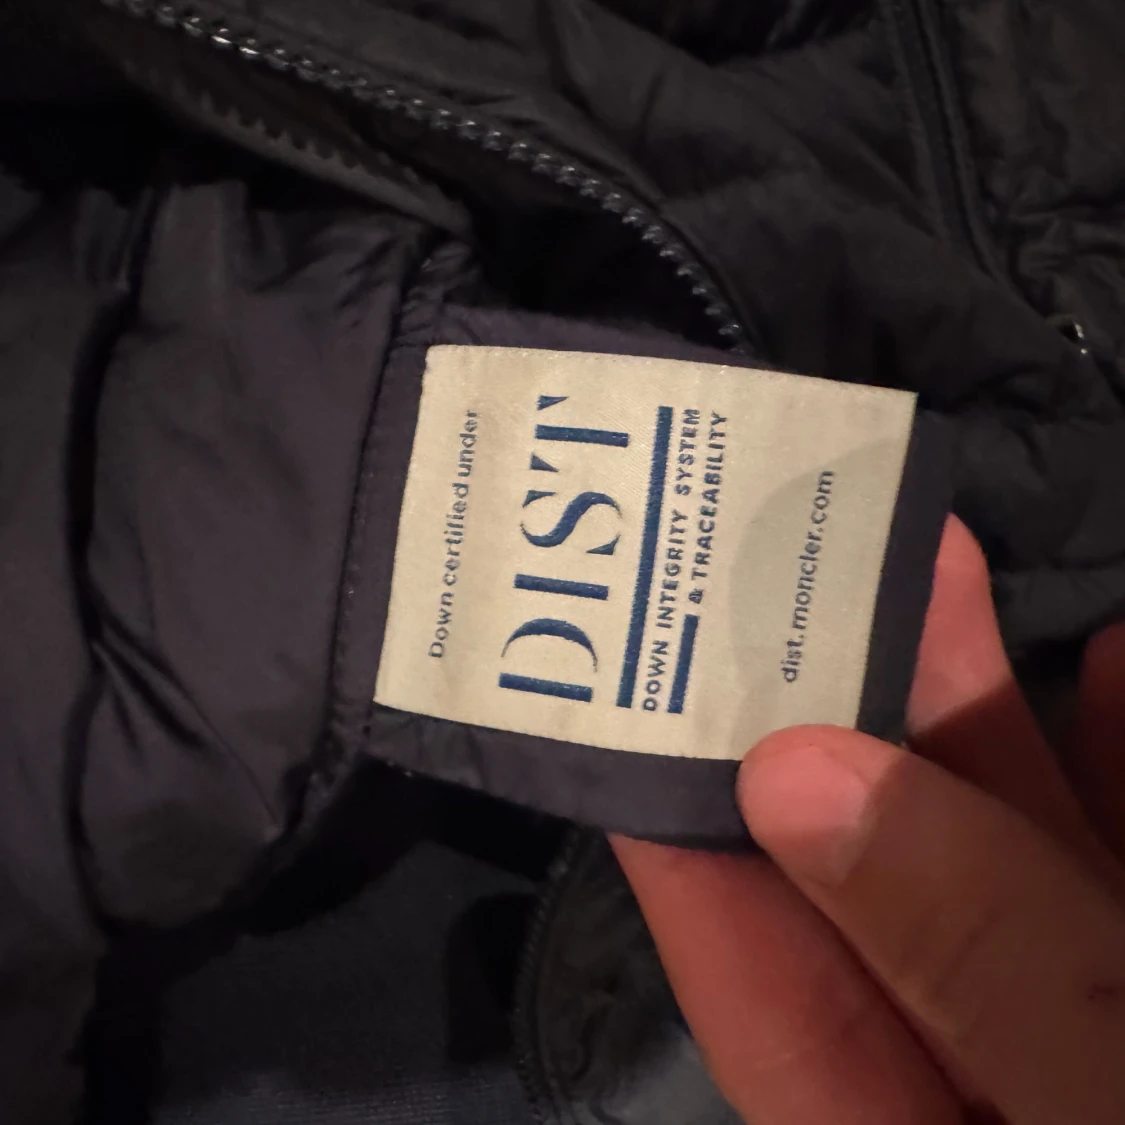 Down certified under
DIST
DOWN INTEGRITY SYSTEM
& TRACEABILITY
dist.moncler.com